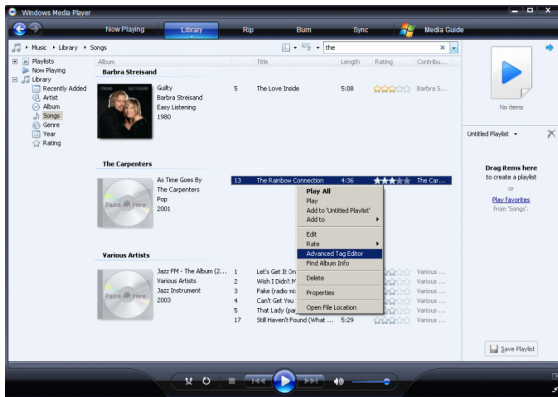 Windows Media Player
Now Playing Library Rip Burn Sync Media Guide
Music Library Songs the
Playlists
Now Playing
Library
Recently Added
Artist
Album
Songs
Genre
Year
Rating
Album Title Length Rating Contribu...
Barbra Streisand
Guilty 5 The Love Inside 5:08 Barbra S...
Barbra Streisand
Easy Listening
1980
The Carpenters
As Time Goes By 13 The Rainbow Connection 4:36 The Car...
The Carpenters
Pop
2001
Paste Art Here
Play All
Play
Add to 'Untitled Playlist'
Add to
Edit
Rate
Advanced Tag Editor
Find Album Info
Delete
Properties
Open File Location
Various Artists
Jazz FM - The Album (2... 1 Let's Get It On Various ...
Various Artists 2 Wish I Didn't Various ...
Jazz Instrument 3 Fake (radio Various ...
2003 4 Can't Get You Various ...
5 That Lady Various ...
17 Still Haven't Found (What ... 5:29 Various ...
Paste Art Here
No items
Untitled Playlist
Drag items here
to create a playlist
or
Play favorites
from 'Songs'.
Save Playlist